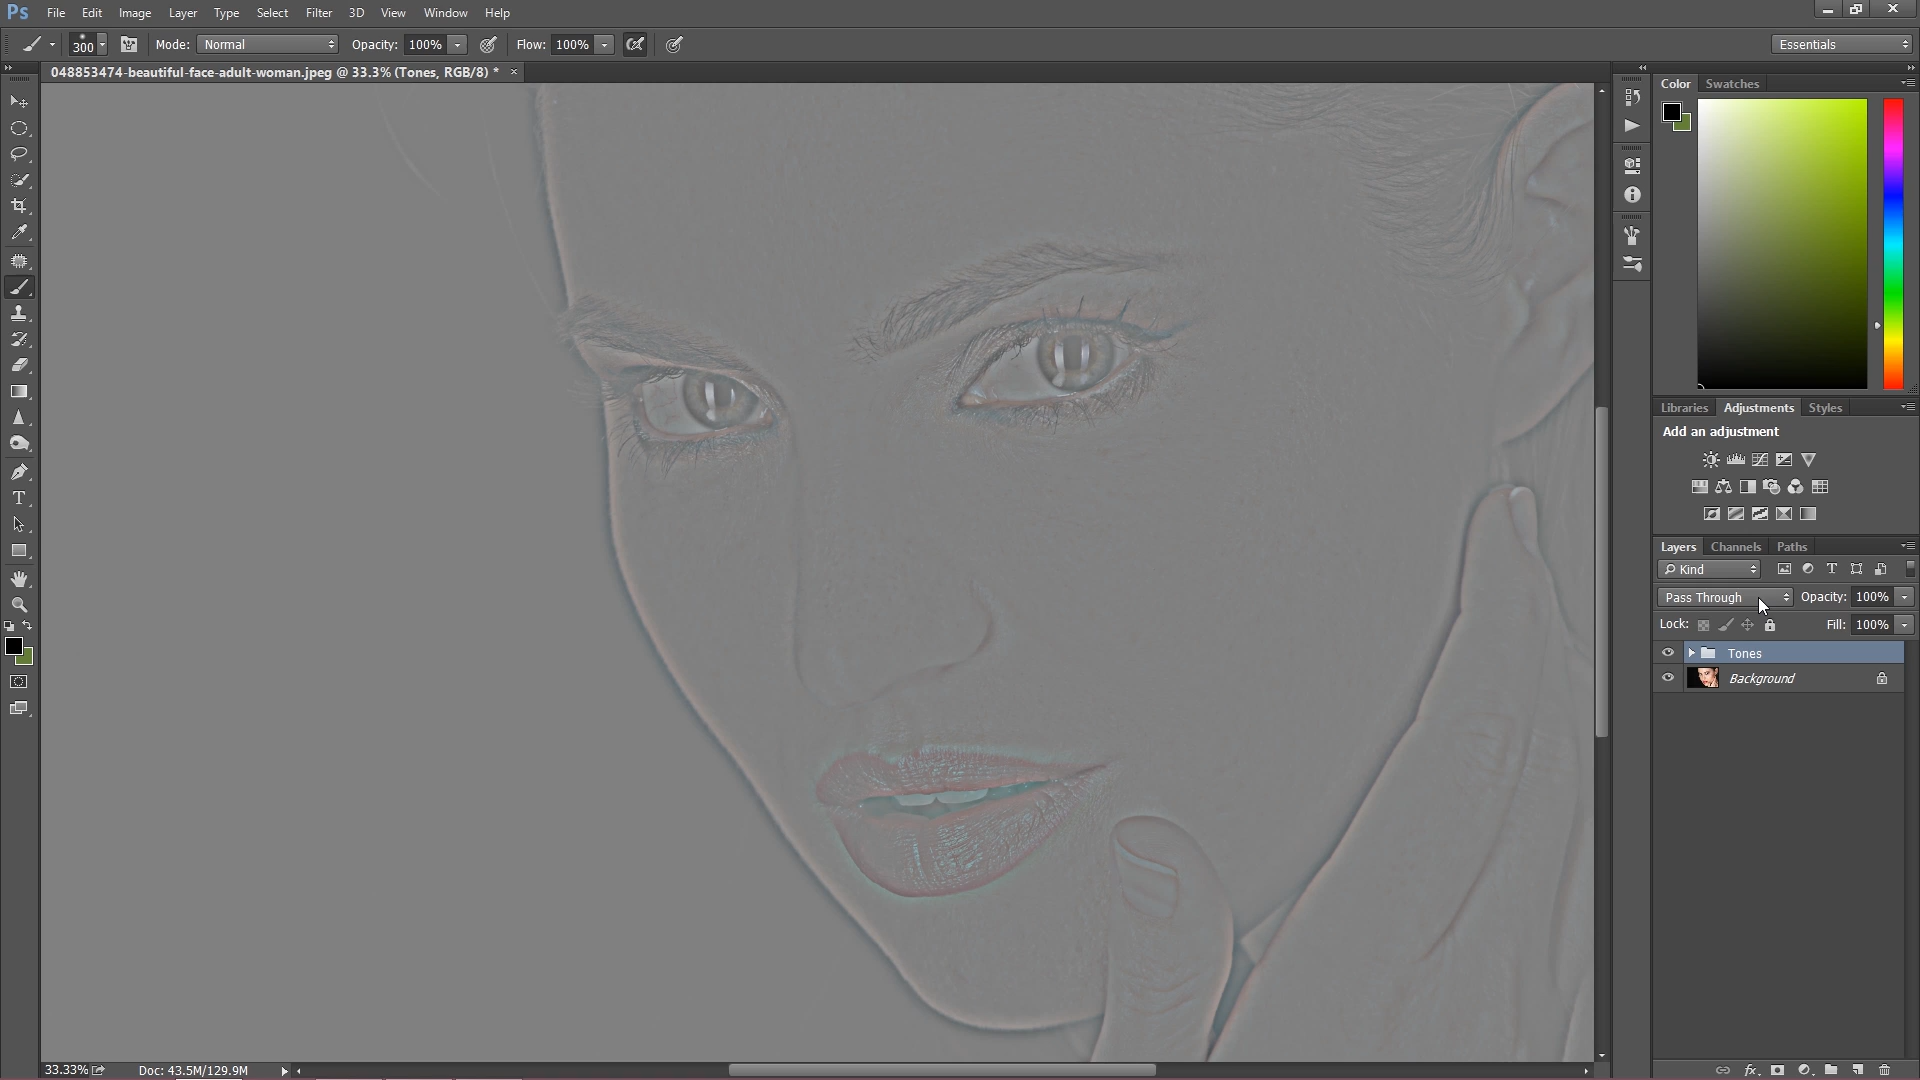 Ps File Edit Image Layer Type Select Filter 3D View Window Help
300 Mode: Normal Opacity: 100% Flow: 100% Essentials
048853474-beautiful-face-adult-woman.jpeg @ 33.3% (Tones, RGB/8) * ×
Color Swatches
Libraries Adjustments Styles
Add an adjustment
Layers Channels Paths
Kind
Pass Through Opacity: 100%
Lock: Fill: 100%
Tones
Background
33.33% Doc: 43.5M/129.9M